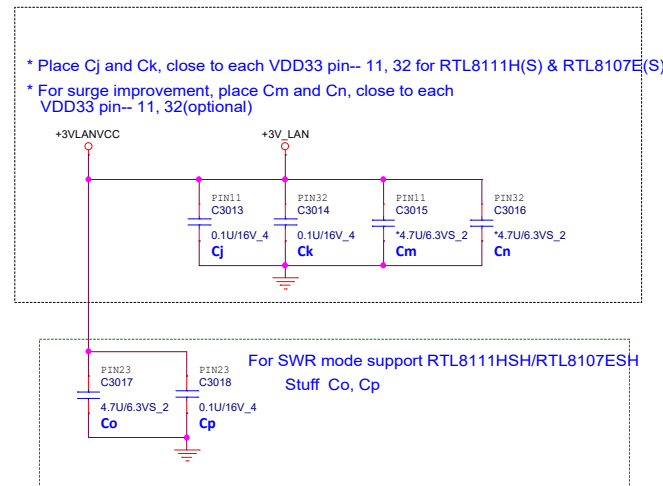 * Place Cj and Ck, close to each VDD33 pin-- 11, 32 for RTL8111H(S) & RTL8107E(S)
* For surge improvement, place Cm and Cn, close to each
VDD33 pin-- 11, 32(optional)
+3VLANVCC
+3V_LAN
PIN11
C3013
0.1U/16V_4
Cj
PIN32
C3014
0.1U/16V_4
Ck
PIN11
C3015
*4.7U/6.3VS_2
Cm
PIN32
C3016
*4.7U/6.3VS_2
Cn
For SWR mode support RTL8111HSH/RTL8107ESH
Stuff Co, Cp
PIN23
C3017
4.7U/6.3VS_2
Co
PIN23
C3018
0.1U/16V_4
Cp